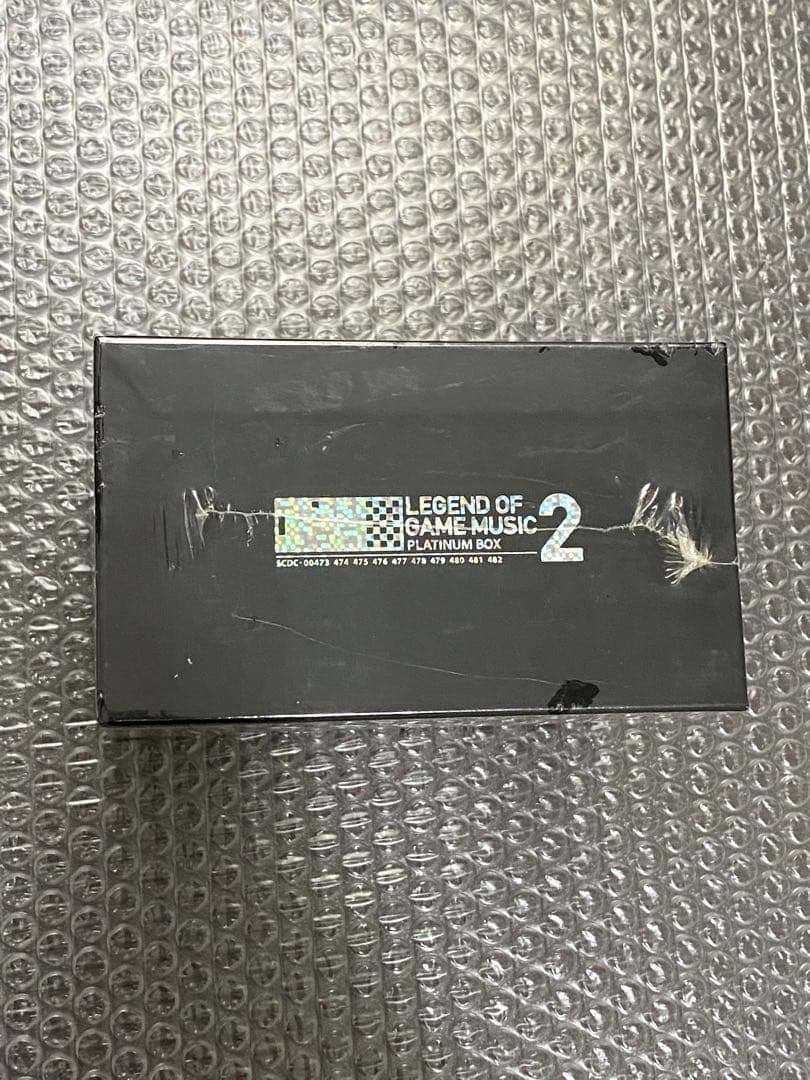 LEGEND OF
GAME MUSIC 2
PLATINUM BOX
SCDC-00473 474 475 476 477 478 479 480 481 482